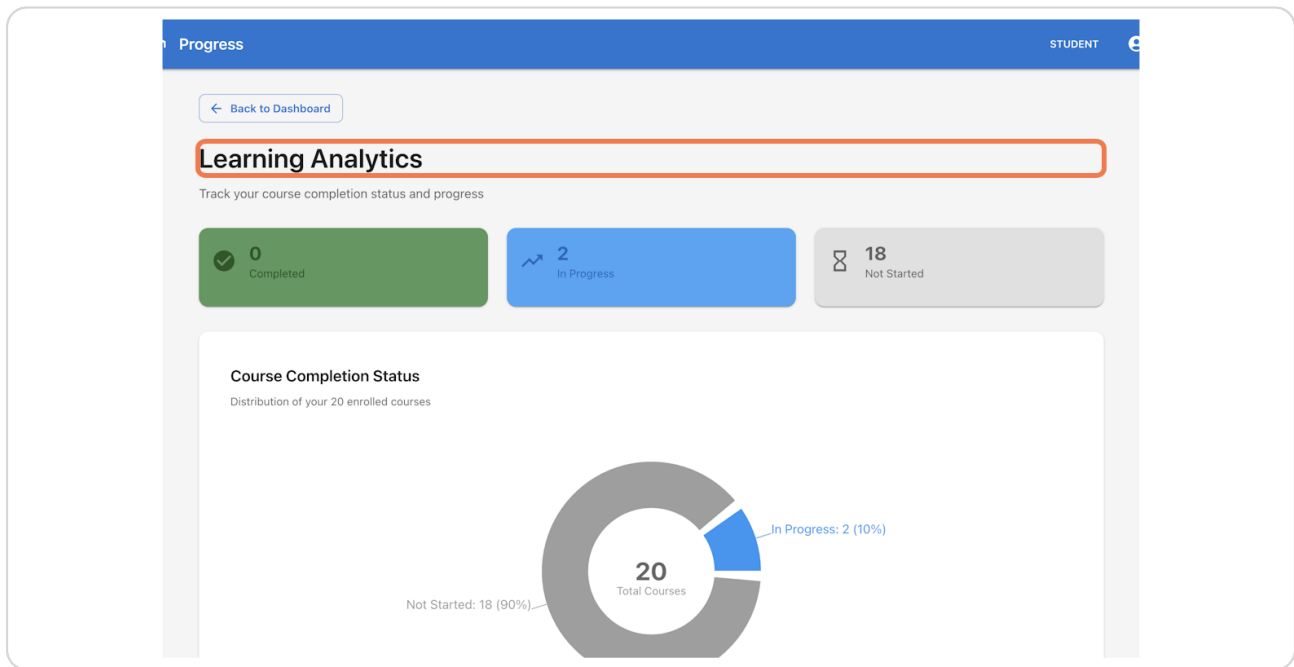 Progress
STUDENT
Back to Dashboard
Learning Analytics
Track your course completion status and progress
0
Completed
2
In Progress
18
Not Started
Course Completion Status
Distribution of your 20 enrolled courses
In Progress: 2 (10%)
20
Total Courses
Not Started: 18 (90%)